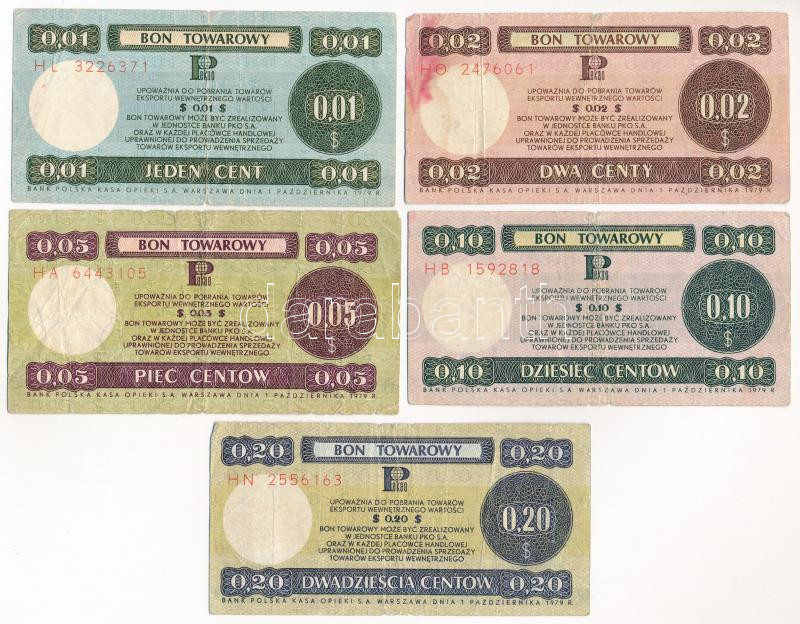 0,01 BON TOWAROWY 0,01
HL 3226371
PeKaO
UPOWAŻNIA DO POBRANIA TOWARÓW
EKSPORTU WEWNĘTRZNEGO WARTOŚCI
$ 0.01 $
BON TOWAROWY MOŻE BYĆ ZREALIZOWANY
W JEDNOSTCE BANKU PKO S.A.
ORAZ W KAŻDEJ PLACÓWCE HANDLOWEJ
UPRAWNIONEJ DO PROWADZENIA SPRZEDAŻY
TOWARÓW EKSPORTU WEWNĘTRZNEGO
0,01
$
0,01 JEDEN CENT 0,01
BANK POLSKA KASA OPIEKI S.A. WARSZAWA DNIA 1 PAŹDZIERNIKA 1979 R.
0,02 BON TOWAROWY 0,02
HO 2476061
PeKaO
UPOWAŻNIA DO POBRANIA TOWARÓW
EKSPORTU WEWNĘTRZNEGO WARTOŚCI
$ 0.02 $
BON TOWAROWY MOŻE BYĆ ZREALIZOWANY
W JEDNOSTCE BANKU PKO S.A.
ORAZ W KAŻDEJ PLACÓWCE HANDLOWEJ
UPRAWNIONEJ DO PROWADZENIA SPRZEDAŻY
TOWARÓW EKSPORTU WEWNĘTRZNEGO
0,02
$
0,02 DWA CENTY 0,02
BANK POLSKA KASA OPIEKI S.A. WARSZAWA DNIA 1 PAŹDZIERNIKA 1979 R.
0,05 BON TOWAROWY 0,05
HA 6443105
PeKaO
UPOWAŻNIA DO POBRANIA TOWARÓW
EKSPORTU WEWNĘTRZNEGO WARTOŚCI
$ 0.05 $
BON TOWAROWY MOŻE BYĆ ZREALIZOWANY
W JEDNOSTCE BANKU PKO S.A.
ORAZ W KAŻDEJ PLACÓWCE HANDLOWEJ
UPRAWNIONEJ DO PROWADZENIA SPRZEDAŻY
TOWARÓW EKSPORTU WEWNĘTRZNEGO
0,05
$
0,05 PIĘĆ CENTÓW 0,05
BANK POLSKA KASA OPIEKI S.A. WARSZAWA DNIA 1 PAŹDZIERNIKA 1979 R.
0,10 BON TOWAROWY 0,10
HB 1592818
PeKaO
UPOWAŻNIA DO POBRANIA TOWARÓW
EKSPORTU WEWNĘTRZNEGO WARTOŚCI
$ 0.10 $
BON TOWAROWY MOŻE BYĆ ZREALIZOWANY
W JEDNOSTCE BANKU PKO S.A.
ORAZ W KAŻDEJ PLACÓWCE HANDLOWEJ
UPRAWNIONEJ DO PROWADZENIA SPRZEDAŻY
TOWARÓW EKSPORTU WEWNĘTRZNEGO
0,10
$
0,10 DZIESIĘĆ CENTÓW 0,10
BANK POLSKA KASA OPIEKI S.A. WARSZAWA DNIA 1 PAŹDZIERNIKA 1979 R.
darabanth
0,20 BON TOWAROWY 0,20
HN 2556163
PeKaO
UPOWAŻNIA DO POBRANIA TOWARÓW
EKSPORTU WEWNĘTRZNEGO WARTOŚCI
$ 0.20 $
BON TOWAROWY MOŻE BYĆ ZREALIZOWANY
W JEDNOSTCE BANKU PKO S.A.
ORAZ W KAŻDEJ PLACÓWCE HANDLOWEJ
UPRAWNIONEJ DO PROWADZENIA SPRZEDAŻY
TOWARÓW EKSPORTU WEWNĘTRZNEGO
0,20
$
0,20 DWADZIEŚCIA CENTÓW 0,20
BANK POLSKA KASA OPIEKI S.A. WARSZAWA DNIA 1 PAŹDZIERNIKA 1979 R.